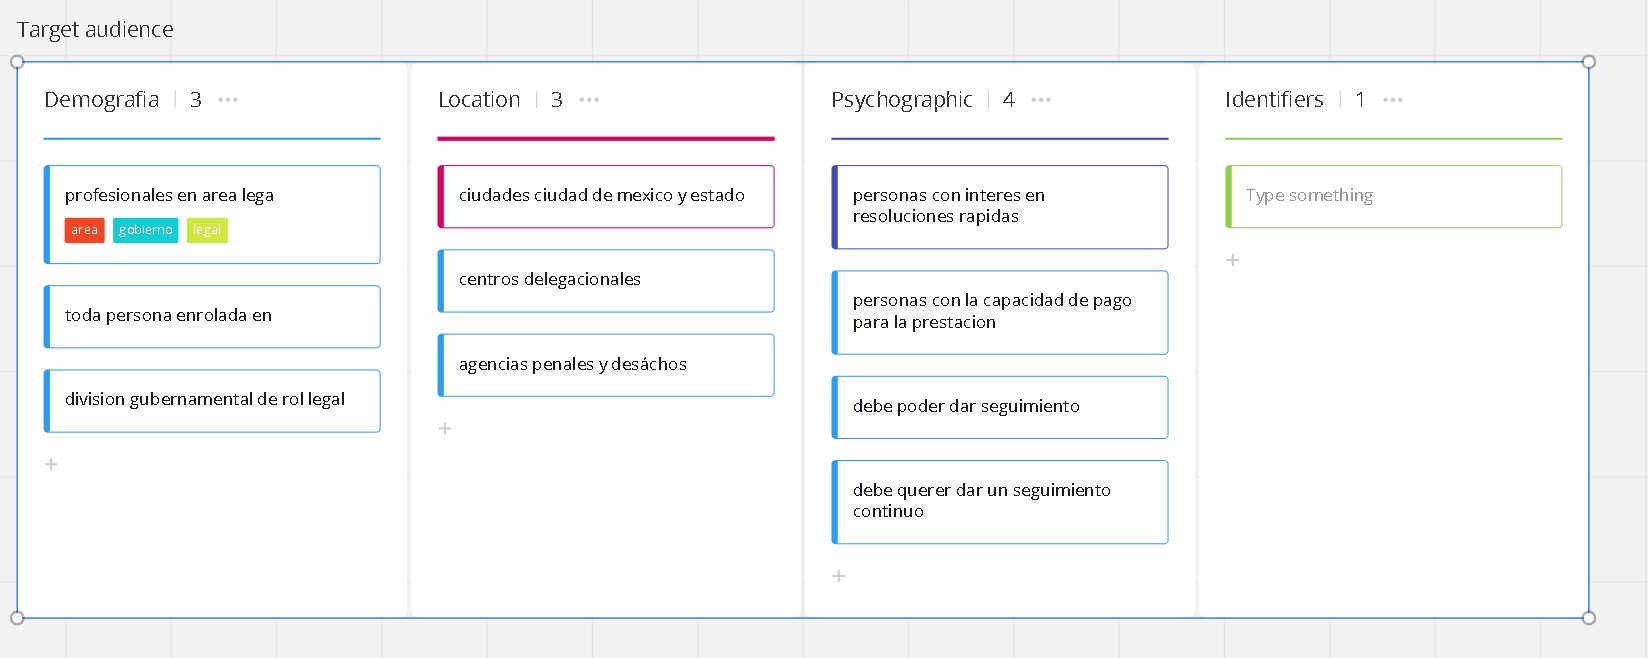 Target audience
Demografia | 3 ···
profesionales en area lega
area gobierno legal
toda persona enrolada en
division gubernamental de rol legal
+
Location | 3 ···
ciudades ciudad de mexico y estado
centros delegacionales
agencias penales y desáchos
+
Psychographic | 4 ···
personas con interes en
resoluciones rapidas
personas con la capacidad de pago
para la prestacion
debe poder dar seguimiento
debe querer dar un seguimiento
continuo
+
Identifiers | 1 ···
Type something
+